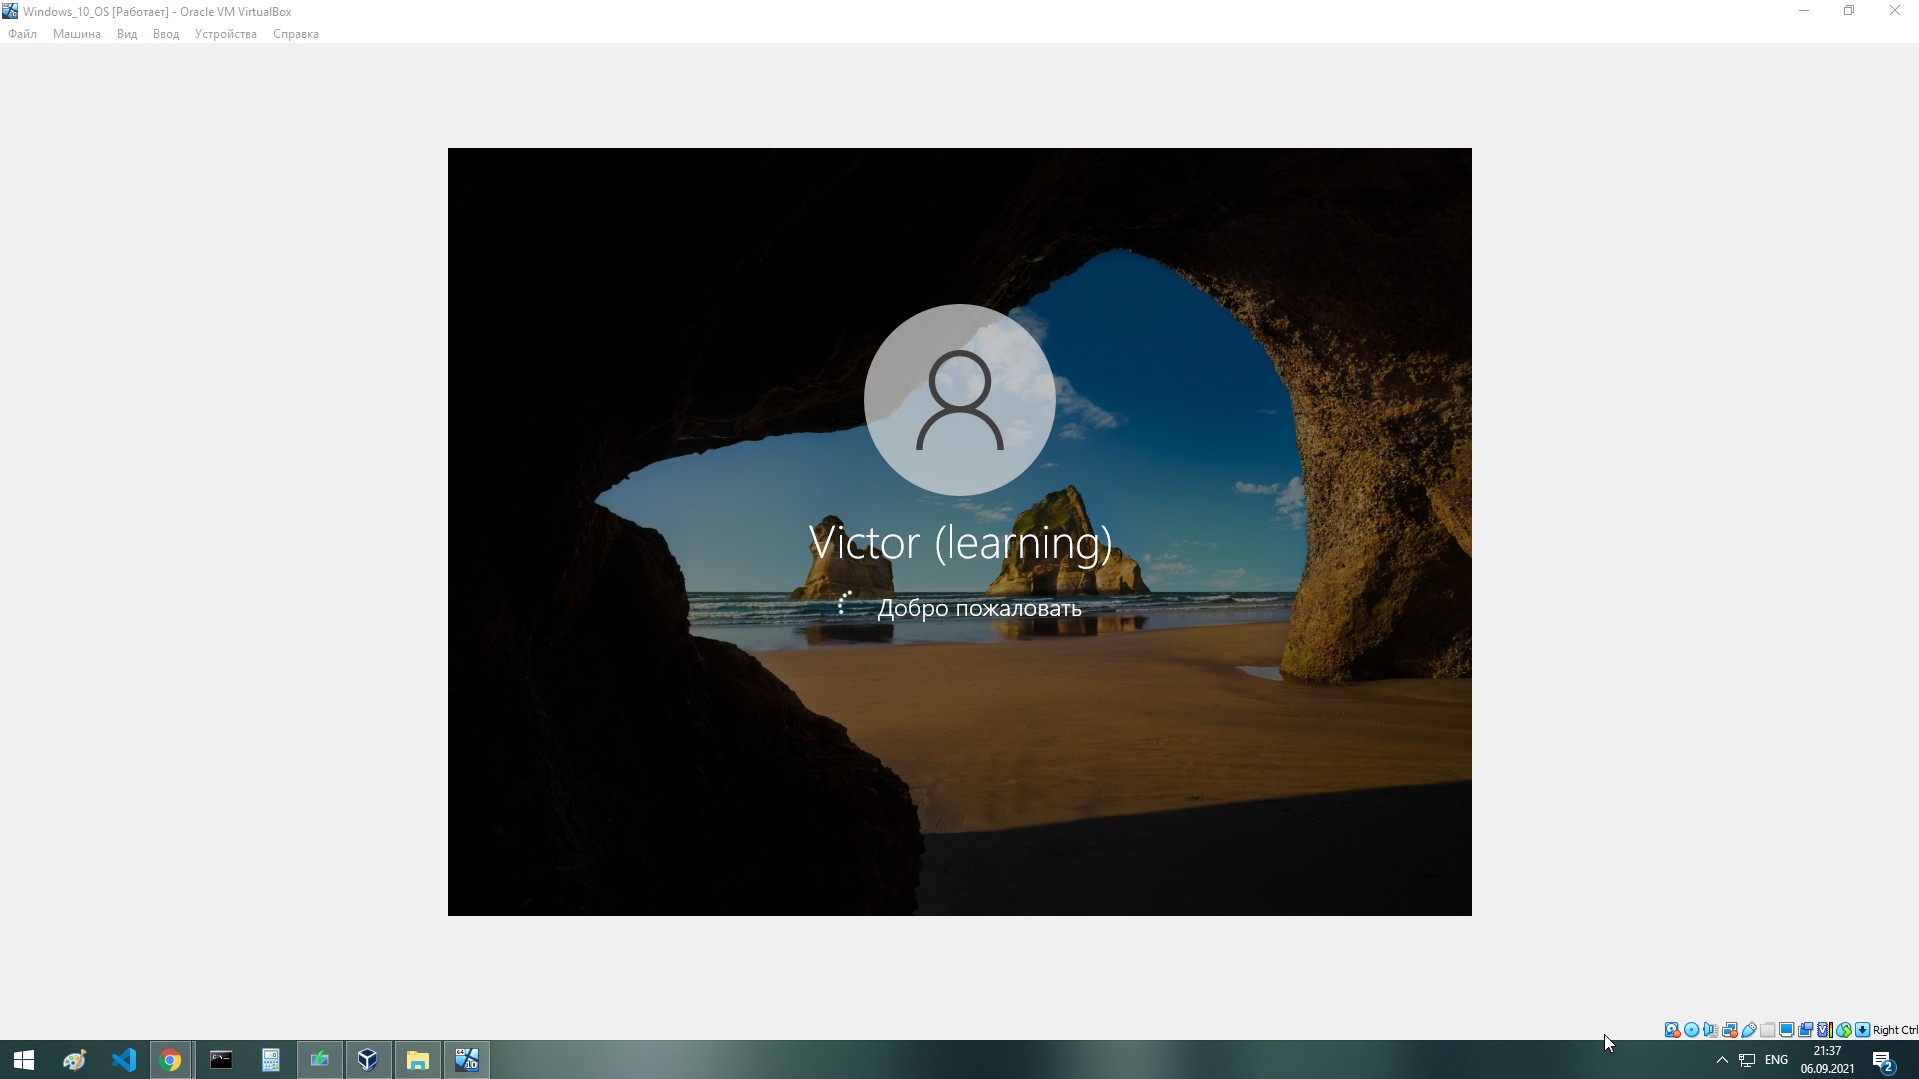 Windows_10_OS [Работает] - Oracle VM VirtualBox
Файл Машина Вид Ввод Устройства Справка
Victor (learning)
Добро пожаловать
Right Ctrl
ENG
21:37
06.09.2021
2